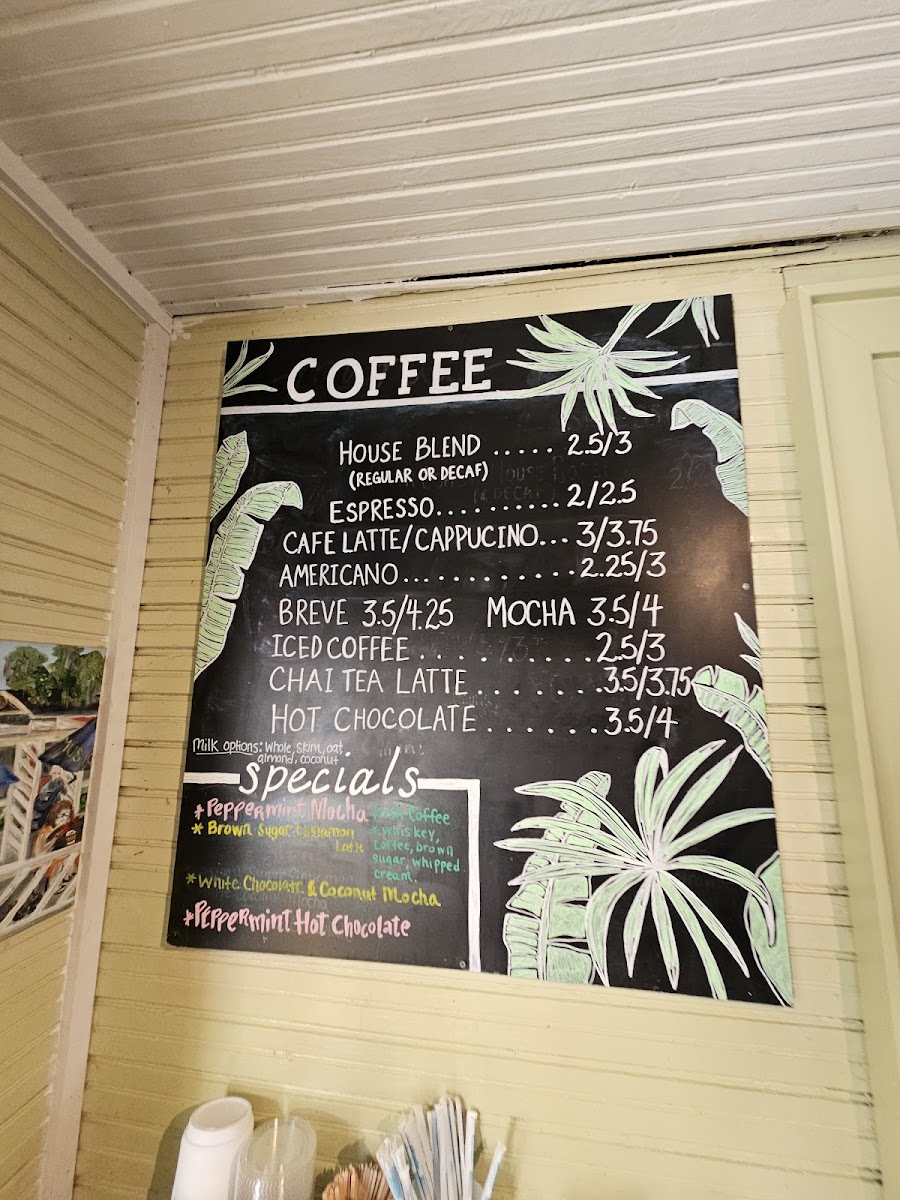 COFFEE
HOUSE BLEND ..... 2.5/3
(REGULAR OR DECAF)
ESPRESSO.......... 2/2.5
CAFE LATTE/CAPPUCINO... 3/3.75
AMERICANO............2.25/3
BREVE 3.5/4.25 MOCHA 3.5/4
ICED COFFEE . . . . . . . . .2.5/3
CHAI TEA LATTE . . . . . . .3.5/3.75
HOT CHOCOLATE . . . . . .3.5/4
Milk options: Whole, Skim, oat,
almond, coconut
specials
*Peppermint Mocha
* Brown Sugar Cinnamon
Latte
Coffee
* whiskey,
coffee, brown
sugar, whipped
cream.
*White Chocolate & Coconut Mocha
*Peppermint Hot Chocolate